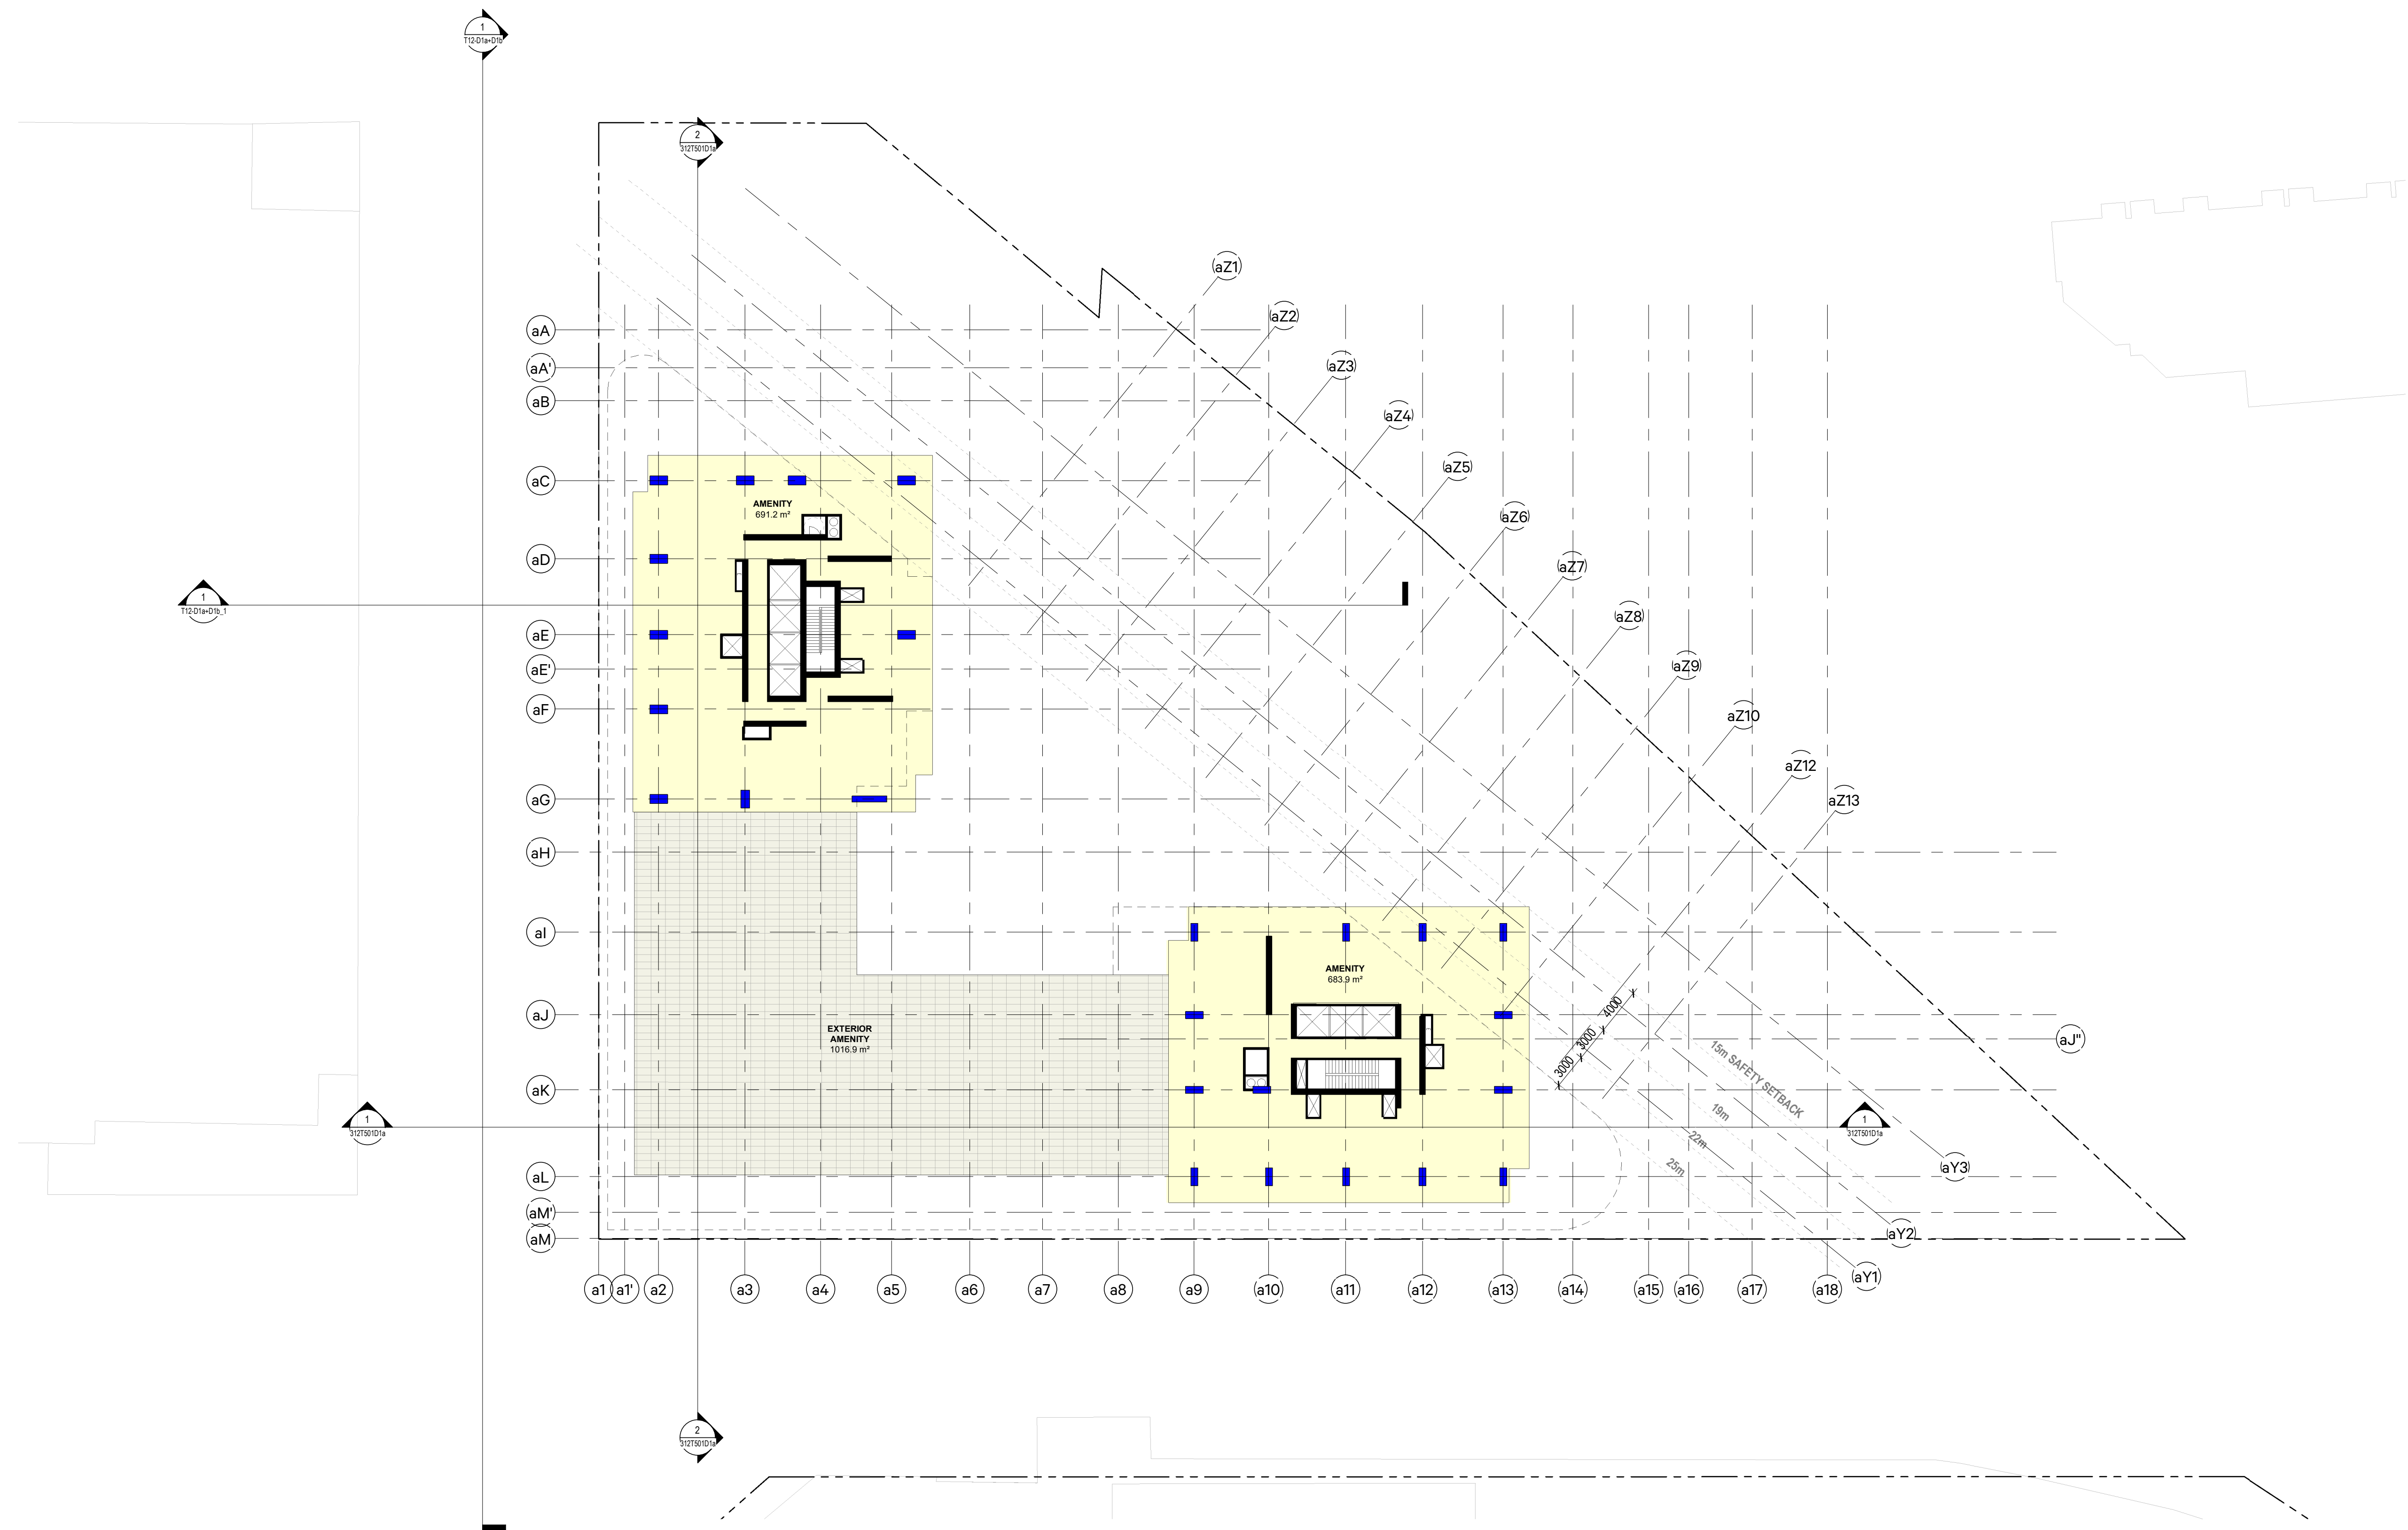 1
T12-D1a+D1b
2
312T501D1a
aZ1
aZ2
aZ3
aZ4
aZ5
aZ6
aZ7
aZ8
aZ9
aZ10
aZ12
aZ13
aA
aA'
aB
aC
aD
aE
aE'
aF
aG
aH
aI
aJ
aK
aL
aM'
aM
AMENITY
691.2 m²
1
T12-D1a+D1b_1
AMENITY
683.9 m²
EXTERIOR
AMENITY
1016.9 m²
3000
3000
4000
15m SAFETY SETBACK
19m
22m
25m
aJ"
1
312T501D1a
1
312T501D1a
aY3
aY2
aY1
a1
a1'
a2
a3
a4
a5
a6
a7
a8
a9
a10
a11
a12
a13
a14
a15
a16
a17
a18
2
312T501D1a